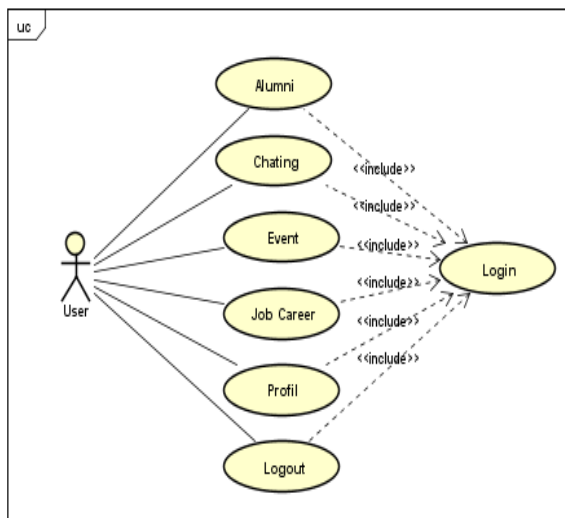 uc
Alumni
<<include>>
Chating
<<include>>
Event
<<include>>
Login
User
Job Career
<<include>>
<<include>>
Profil
<<include>>
Logout